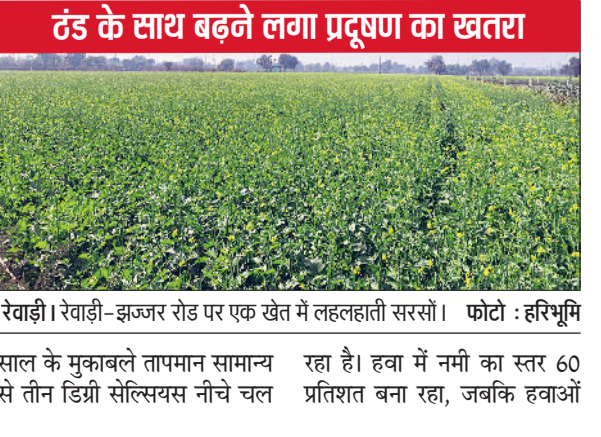 ठंड के साथ बढ़ने लगा प्रदूषण का खतरा
रेवाड़ी। रेवाड़ी-झज्जर रोड पर एक खेत में लहलहाती सरसों। फोटो : हरिभूमि
साल के मुकाबले तापमान सामान्य
से तीन डिग्री सेल्सियस नीचे चल
रहा है। हवा में नमी का स्तर 60
प्रतिशत बना रहा, जबकि हवाओं